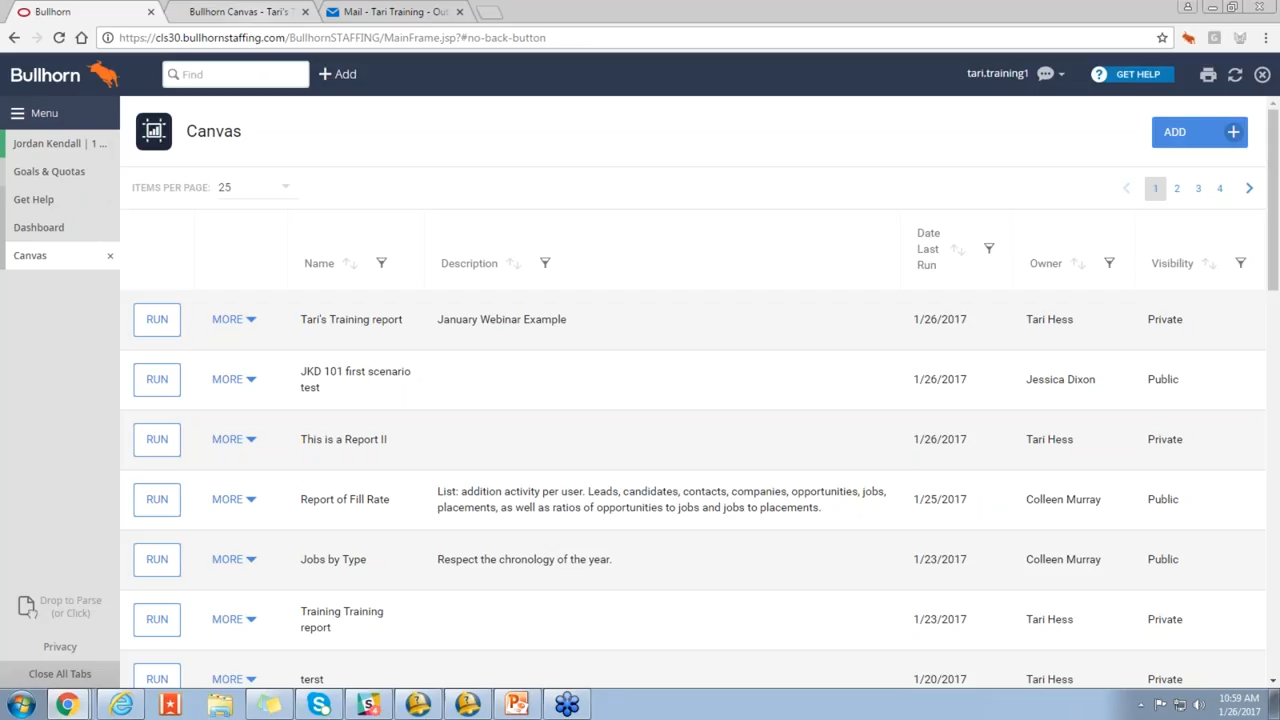 Bullhorn
Bullhorn Canvas - Tari's T
Mail - Tari Training - Out
https://cls30.bullhornstaffing.com/BullhornSTAFFING/MainFrame.jsp?#no-back-button
Bullhorn
Find
Add
tari.training1
? GET HELP
Menu
Jordan Kendall | 1 ...
Goals & Quotas
Get Help
Dashboard
Canvas
Canvas
ADD
ITEMS PER PAGE: 25
1 2 3 4
Name
Description
Date
Last
Run
Owner
Visibility
RUN MORE Tari's Training report January Webinar Example 1/26/2017 Tari Hess Private
RUN MORE JKD 101 first scenario 1/26/2017 Jessica Dixon Public
test
RUN MORE This is a Report II 1/26/2017 Tari Hess Private
RUN MORE Report of Fill Rate List: addition activity per user. Leads, candidates, contacts, companies, opportunities, jobs, 1/25/2017 Colleen Murray Public
placements, as well as ratios of opportunities to jobs and jobs to placements.
RUN MORE Jobs by Type Respect the chronology of the year. 1/23/2017 Colleen Murray Public
RUN MORE Training Training 1/23/2017 Tari Hess Private
report
RUN MORE terst 1/20/2017 Tari Hess Private
Drop to Parse
(or Click)
Privacy
Close All Tabs
10:59 AM
1/26/2017